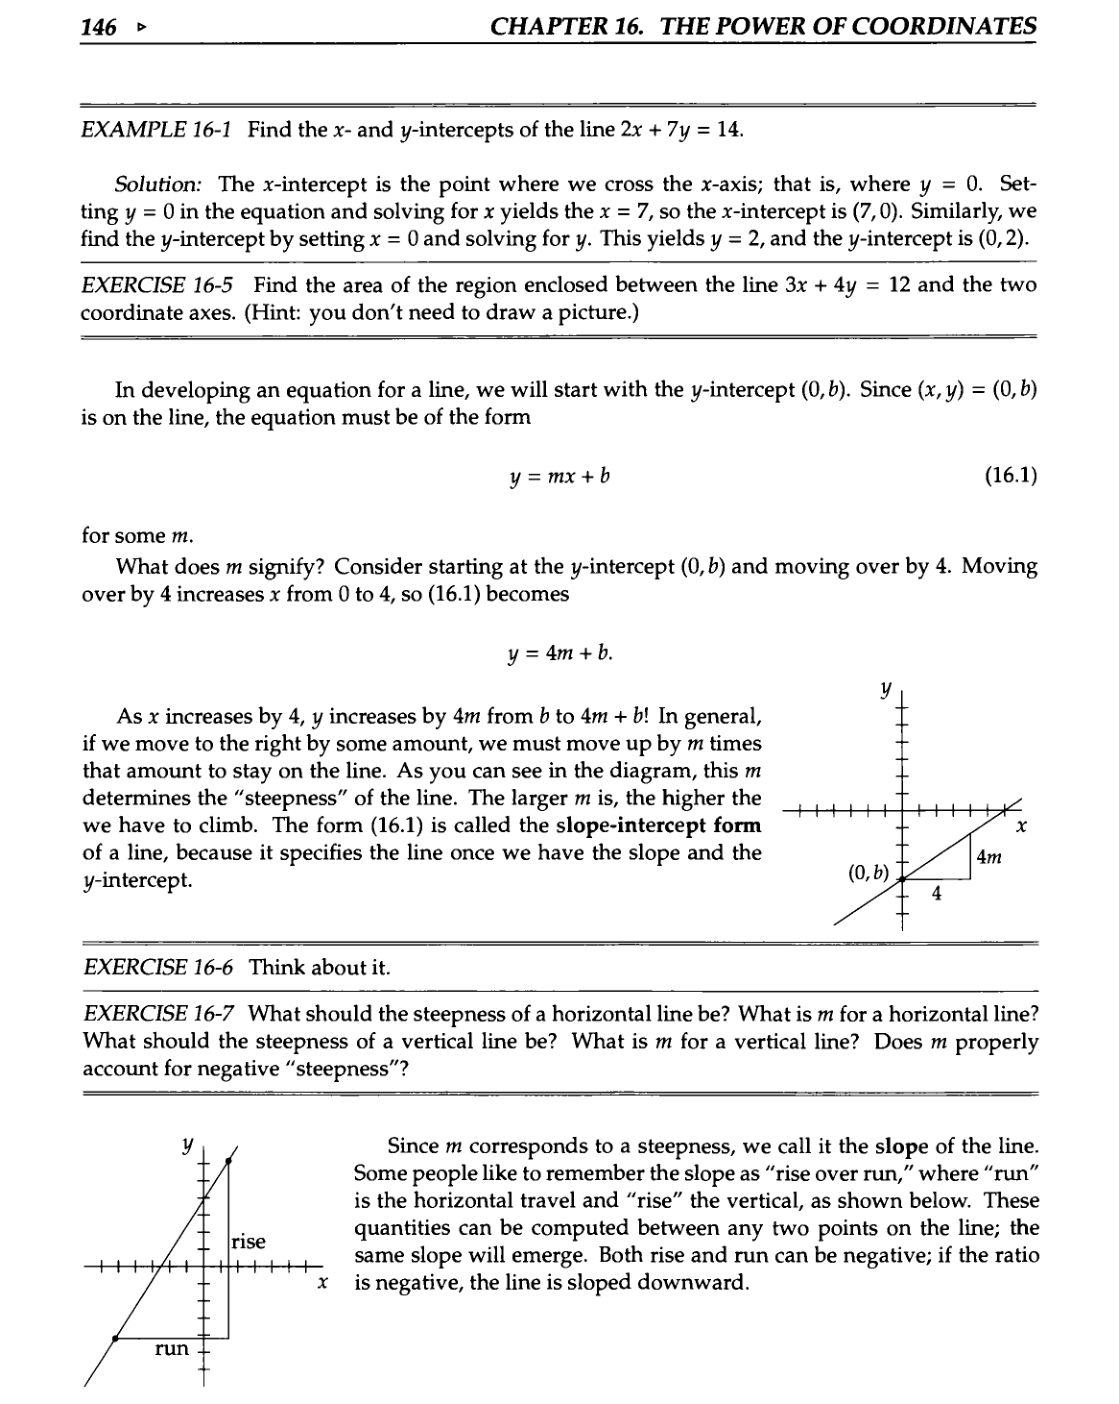 146 ▹ CHAPTER 16. THE POWER OF COORDINATES
EXAMPLE 16-1 Find the x- and y-intercepts of the line 2x + 7y = 14.
Solution: The x-intercept is the point where we cross the x-axis; that is, where y = 0. Set-
ting y = 0 in the equation and solving for x yields the x = 7, so the x-intercept is (7,0). Similarly, we
find the y-intercept by setting x = 0 and solving for y. This yields y = 2, and the y-intercept is (0,2).
EXERCISE 16-5 Find the area of the region enclosed between the line 3x + 4y = 12 and the two
coordinate axes. (Hint: you don't need to draw a picture.)
In developing an equation for a line, we will start with the y-intercept (0,b). Since (x,y) = (0,b)
is on the line, the equation must be of the form
y = mx + b (16.1)
for some m.
What does m signify? Consider starting at the y-intercept (0,b) and moving over by 4. Moving
over by 4 increases x from 0 to 4, so (16.1) becomes
y = 4m + b.
As x increases by 4, y increases by 4m from b to 4m + b! In general,
if we move to the right by some amount, we must move up by m times
that amount to stay on the line. As you can see in the diagram, this m
determines the "steepness" of the line. The larger m is, the higher the
we have to climb. The form (16.1) is called the slope-intercept form
of a line, because it specifies the line once we have the slope and the
y-intercept.
y
x
(0,b)
4m
4
EXERCISE 16-6 Think about it.
EXERCISE 16-7 What should the steepness of a horizontal line be? What is m for a horizontal line?
What should the steepness of a vertical line be? What is m for a vertical line? Does m properly
account for negative "steepness"?
y
rise
x
run
Since m corresponds to a steepness, we call it the slope of the line.
Some people like to remember the slope as "rise over run," where "run"
is the horizontal travel and "rise" the vertical, as shown below. These
quantities can be computed between any two points on the line; the
same slope will emerge. Both rise and run can be negative; if the ratio
is negative, the line is sloped downward.